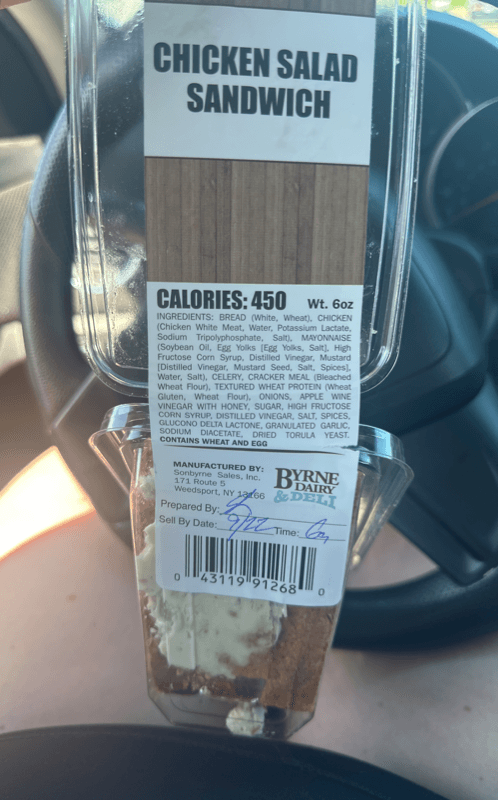 CHICKEN SALAD
SANDWICH
CALORIES: 450 Wt. 6oz
INGREDIENTS: BREAD (White, Wheat), CHICKEN
(Chicken White Meat, Water, Potassium Lactate,
Sodium Tripolyphosphate, Salt), MAYONNAISE
(Soybean Oil, Egg Yolks [Egg Yolks, Salt], High
Fructose Corn Syrup, Distilled Vinegar, Mustard
[Distilled Vinegar, Mustard Seed, Salt, Spices],
Water, Salt), CELERY, CRACKER MEAL (Bleached
Wheat Flour), TEXTURED WHEAT PROTEIN (Wheat
Gluten, Wheat Flour), ONIONS, APPLE WINE
VINEGAR WITH HONEY, SUGAR, HIGH FRUCTOSE
CORN SYRUP, DISTILLED VINEGAR, SALT, SPICES,
GLUCONO DELTA LACTONE, GRANULATED GARLIC,
SODIUM DIACETATE, DRIED TORULA YEAST.
CONTAINS WHEAT AND EGG
MANUFACTURED BY:
Sonbyrne Sales, Inc.
171 Route 5
Weedsport, NY 13166
BYRNE
DAIRY
& DELI
Prepared By:
Sell By Date: 9/22 Time:
0 43119 91268 0